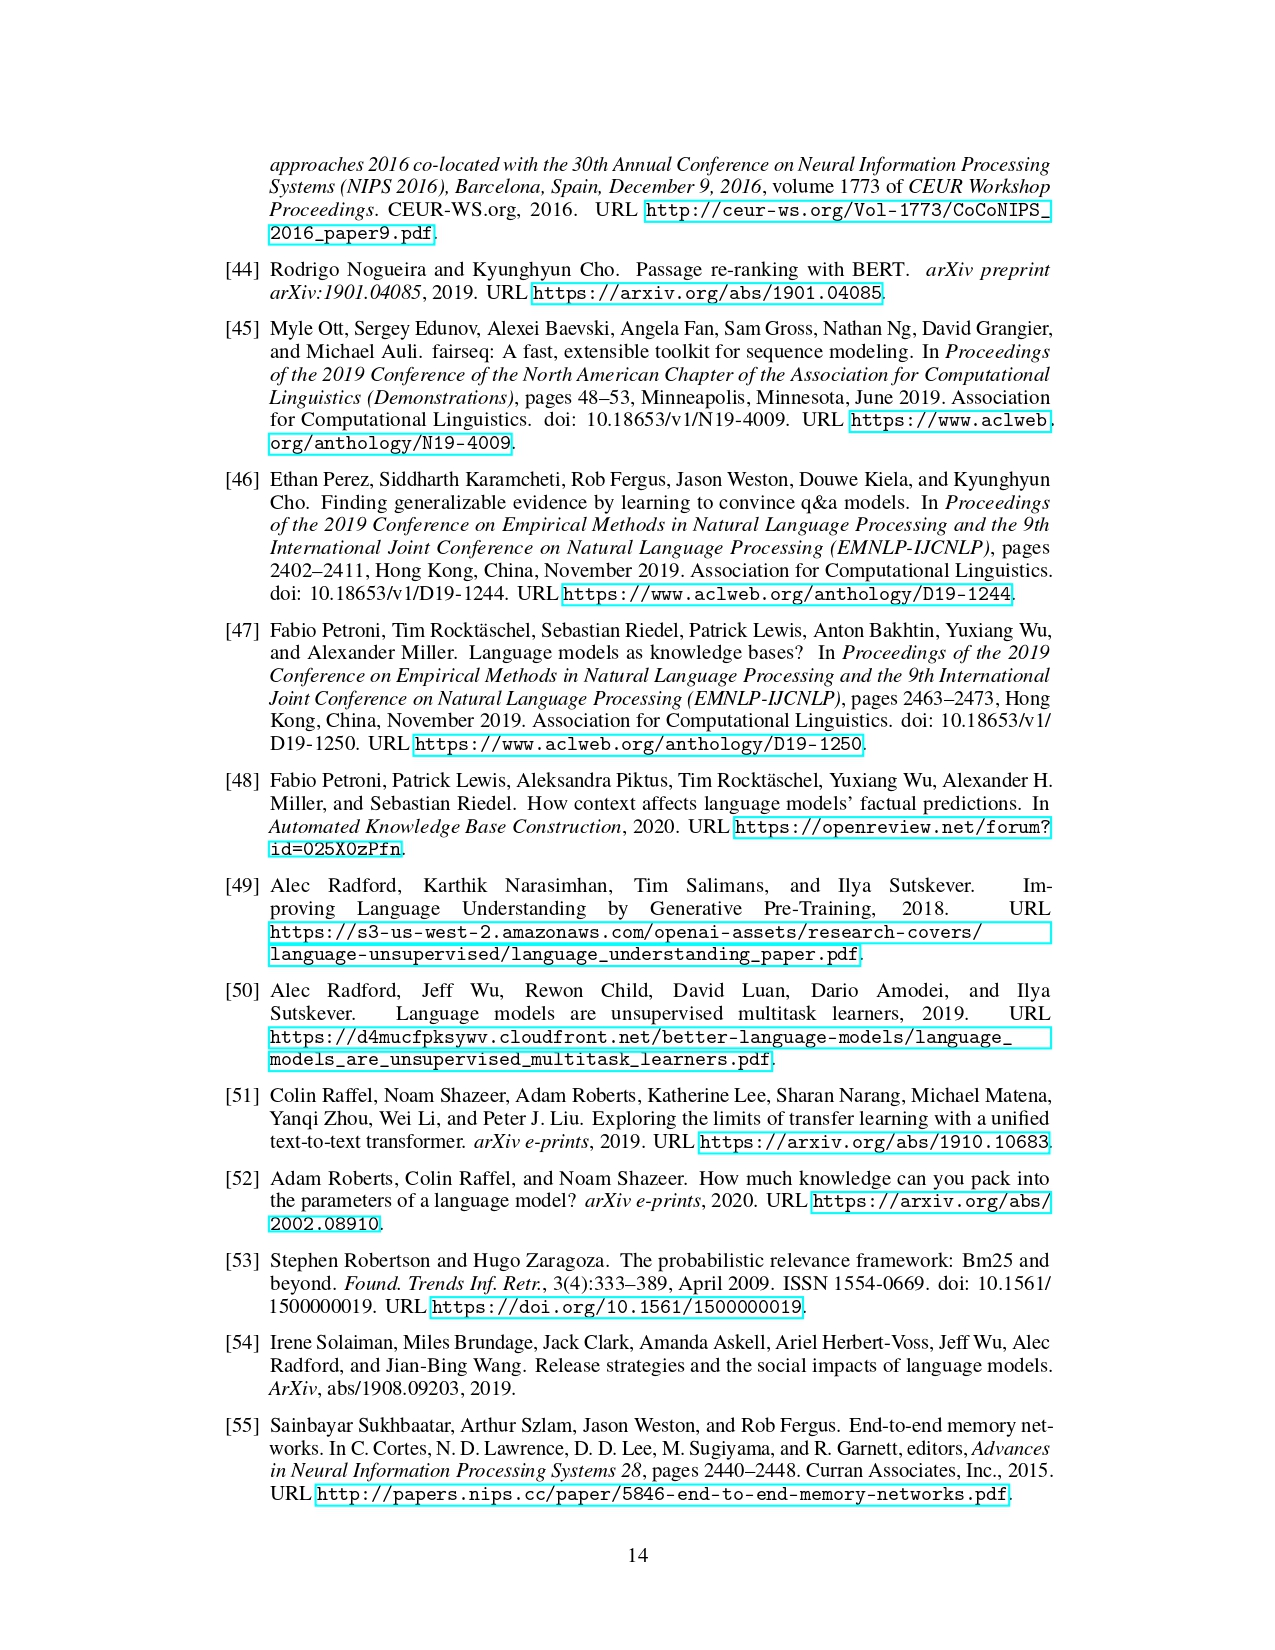 approaches 2016 co-located with the 30th Annual Conference on Neural Information Processing
Systems (NIPS 2016), Barcelona, Spain, December 9, 2016, volume 1773 of CEUR Workshop
Proceedings. CEUR-WS.org, 2016. URL http://ceur-ws.org/Vol-1773/CoCoNIPS_
2016_paper9.pdf.
[44] Rodrigo Nogueira and Kyunghyun Cho. Passage re-ranking with BERT. arXiv preprint
arXiv:1901.04085, 2019. URL https://arxiv.org/abs/1901.04085.
[45] Myle Ott, Sergey Edunov, Alexei Baevski, Angela Fan, Sam Gross, Nathan Ng, David Grangier,
and Michael Auli. fairseq: A fast, extensible toolkit for sequence modeling. In Proceedings
of the 2019 Conference of the North American Chapter of the Association for Computational
Linguistics (Demonstrations), pages 48–53, Minneapolis, Minnesota, June 2019. Association
for Computational Linguistics. doi: 10.18653/v1/N19-4009. URL https://www.aclweb.
org/anthology/N19-4009.
[46] Ethan Perez, Siddharth Karamcheti, Rob Fergus, Jason Weston, Douwe Kiela, and Kyunghyun
Cho. Finding generalizable evidence by learning to convince q&a models. In Proceedings
of the 2019 Conference on Empirical Methods in Natural Language Processing and the 9th
International Joint Conference on Natural Language Processing (EMNLP-IJCNLP), pages
2402–2411, Hong Kong, China, November 2019. Association for Computational Linguistics.
doi: 10.18653/v1/D19-1244. URL https://www.aclweb.org/anthology/D19-1244.
[47] Fabio Petroni, Tim Rocktäschel, Sebastian Riedel, Patrick Lewis, Anton Bakhtin, Yuxiang Wu,
and Alexander Miller. Language models as knowledge bases? In Proceedings of the 2019
Conference on Empirical Methods in Natural Language Processing and the 9th International
Joint Conference on Natural Language Processing (EMNLP-IJCNLP), pages 2463–2473, Hong
Kong, China, November 2019. Association for Computational Linguistics. doi: 10.18653/v1/
D19-1250. URL https://www.aclweb.org/anthology/D19-1250.
[48] Fabio Petroni, Patrick Lewis, Aleksandra Piktus, Tim Rocktäschel, Yuxiang Wu, Alexander H.
Miller, and Sebastian Riedel. How context affects language models' factual predictions. In
Automated Knowledge Base Construction, 2020. URL https://openreview.net/forum?
id=025X0zPfn.
[49] Alec Radford, Karthik Narasimhan, Tim Salimans, and Ilya Sutskever. Im-
proving Language Understanding by Generative Pre-Training, 2018. URL
https://s3-us-west-2.amazonaws.com/openai-assets/research-covers/
language-unsupervised/language_understanding_paper.pdf.
[50] Alec Radford, Jeff Wu, Rewon Child, David Luan, Dario Amodei, and Ilya
Sutskever. Language models are unsupervised multitask learners, 2019. URL
https://d4mucfpksywv.cloudfront.net/better-language-models/language_
models_are_unsupervised_multitask_learners.pdf.
[51] Colin Raffel, Noam Shazeer, Adam Roberts, Katherine Lee, Sharan Narang, Michael Matena,
Yanqi Zhou, Wei Li, and Peter J. Liu. Exploring the limits of transfer learning with a unified
text-to-text transformer. arXiv e-prints, 2019. URL https://arxiv.org/abs/1910.10683.
[52] Adam Roberts, Colin Raffel, and Noam Shazeer. How much knowledge can you pack into
the parameters of a language model? arXiv e-prints, 2020. URL https://arxiv.org/abs/
2002.08910.
[53] Stephen Robertson and Hugo Zaragoza. The probabilistic relevance framework: Bm25 and
beyond. Found. Trends Inf. Retr., 3(4):333–389, April 2009. ISSN 1554-0669. doi: 10.1561/
1500000019. URL https://doi.org/10.1561/1500000019.
[54] Irene Solaiman, Miles Brundage, Jack Clark, Amanda Askell, Ariel Herbert-Voss, Jeff Wu, Alec
Radford, and Jian-Bing Wang. Release strategies and the social impacts of language models.
ArXiv, abs/1908.09203, 2019.
[55] Sainbayar Sukhbaatar, Arthur Szlam, Jason Weston, and Rob Fergus. End-to-end memory net-
works. In C. Cortes, N. D. Lawrence, D. D. Lee, M. Sugiyama, and R. Garnett, editors, Advances
in Neural Information Processing Systems 28, pages 2440–2448. Curran Associates, Inc., 2015.
URL http://papers.nips.cc/paper/5846-end-to-end-memory-networks.pdf.
14